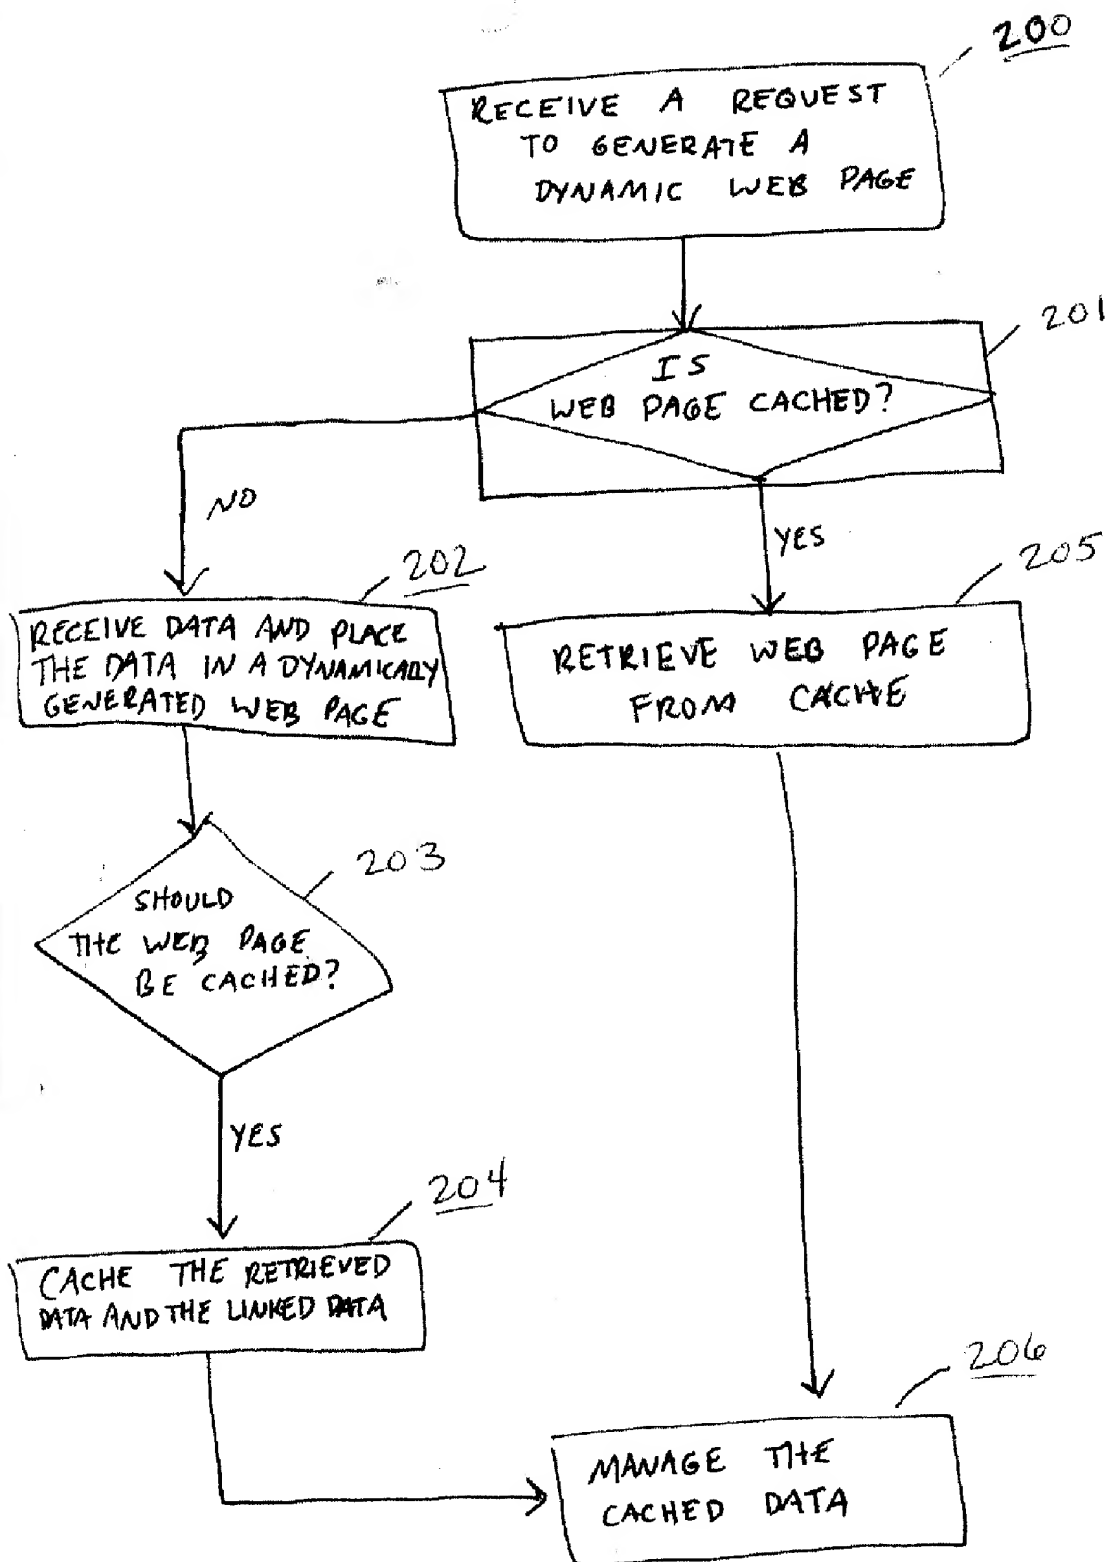 200
RECEIVE A REQUEST
TO GENERATE A
DYNAMIC WEB PAGE
201
IS
WEB PAGE CACHED?
NO
YES
202
RECEIVE DATA AND PLACE
THE DATA IN A DYNAMICALLY
GENERATED WEB PAGE
205
RETRIEVE WEB PAGE
FROM CACHE
203
SHOULD
THE WEB PAGE
BE CACHED?
YES
204
CACHE THE RETRIEVED
DATA AND THE LINKED DATA
206
MANAGE THE
CACHED DATA